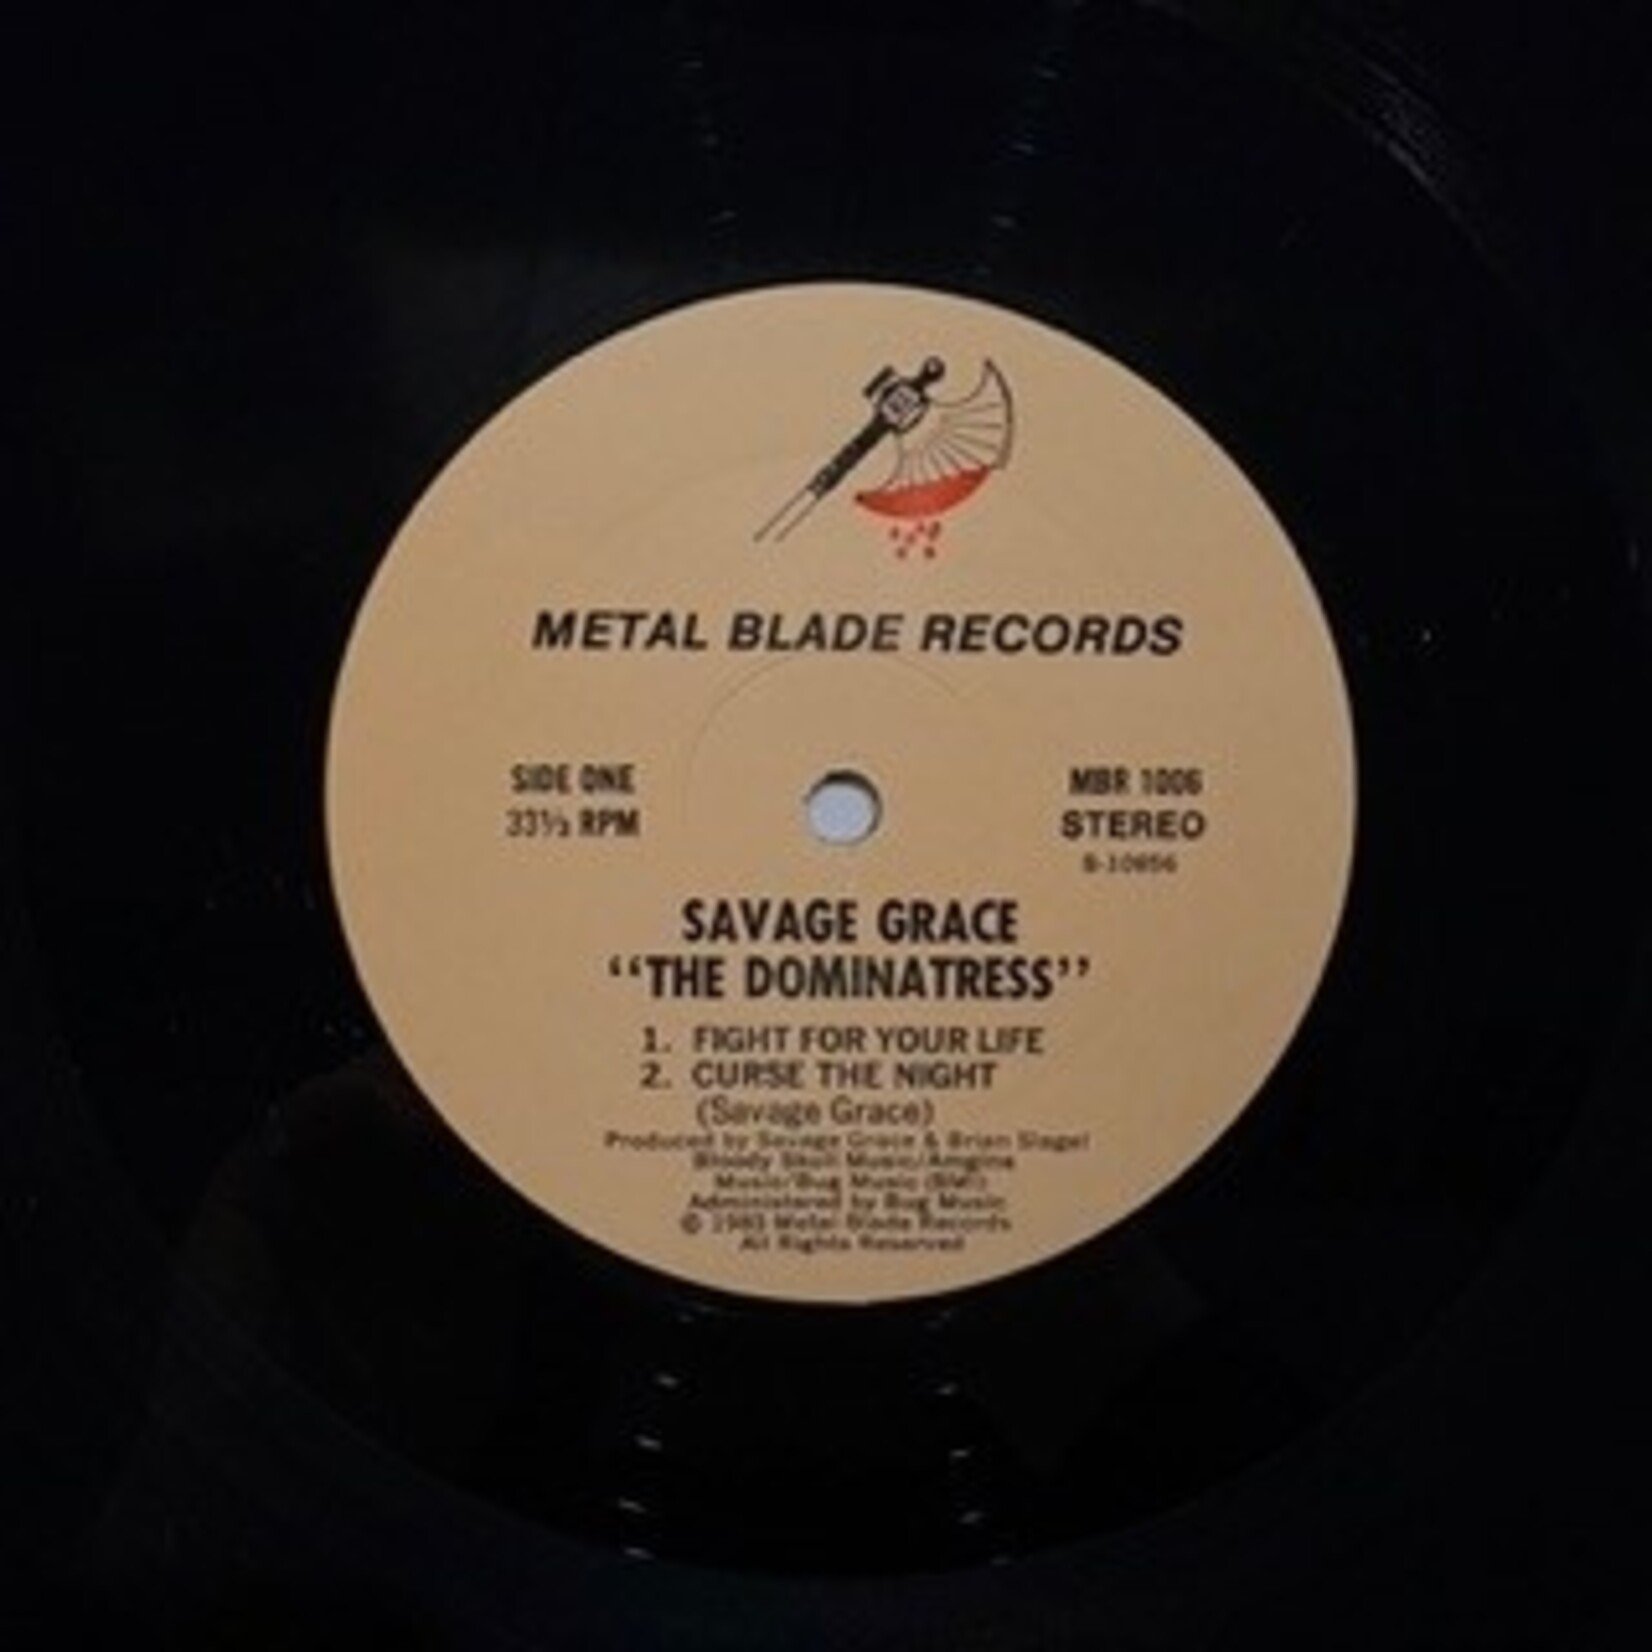 METAL BLADE RECORDS
SIDE ONE
33⅓ RPM
MBR 1006
STEREO
S-10856
SAVAGE GRACE
“THE DOMINATRESS”
1. FIGHT FOR YOUR LIFE
2. CURSE THE NIGHT
(Savage Grace)
Produced by Savage Grace & Brian Slagel
Bloody Skull Music/Amgine
Music/Bug Music (BMI)
Administered by Bug Music
© 1983 Metal Blade Records
All Rights Reserved